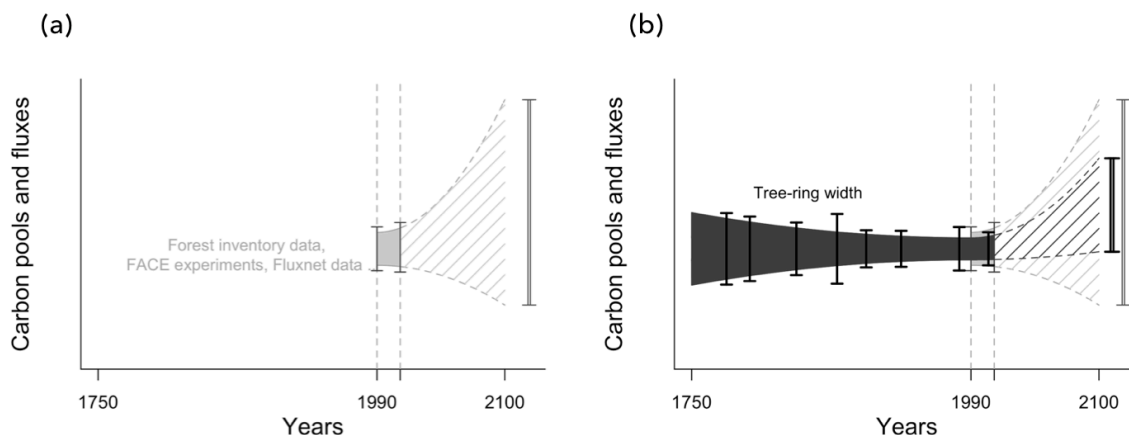 (a)
Carbon pools and fluxes
Forest inventory data,
FACE experiments, Fluxnet data
1750
1990
2100
Years
(b)
Carbon pools and fluxes
Tree-ring width
1750
1990
2100
Years